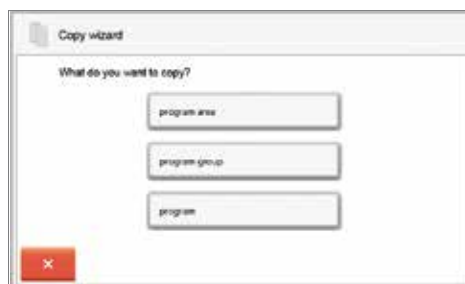 Copy wizard
What do you want to copy?
program area
program group
program